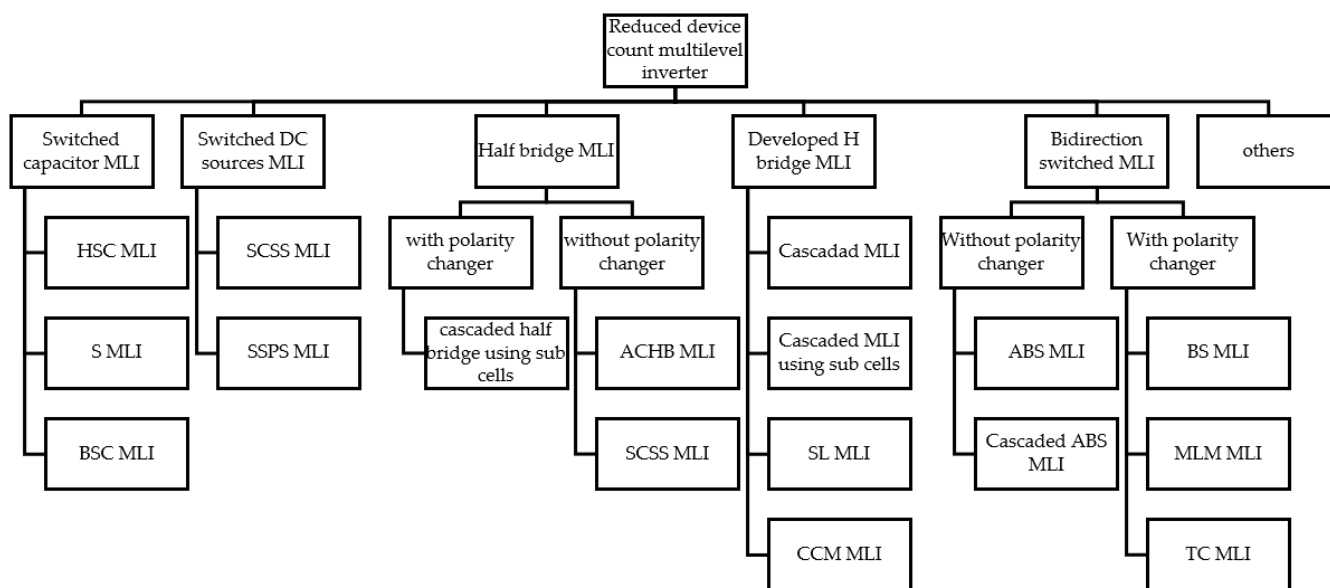 Reduced device
count multilevel
inverter
Switched
capacitor MLI
Switched DC
sources MLI
Half bridge MLI
Developed H
bridge MLI
Bidirection
switched MLI
others
HSC MLI
SCSS MLI
with polarity
changer
without polarity
changer
Cascadad MLI
Without polarity
changer
With polarity
changer
S MLI
SSPS MLI
cascaded half
bridge using sub
cells
ACHB MLI
Cascaded MLI
using sub cells
ABS MLI
BS MLI
BSC MLI
SCSS MLI
SL MLI
Cascaded ABS
MLI
MLM MLI
CCM MLI
TC MLI